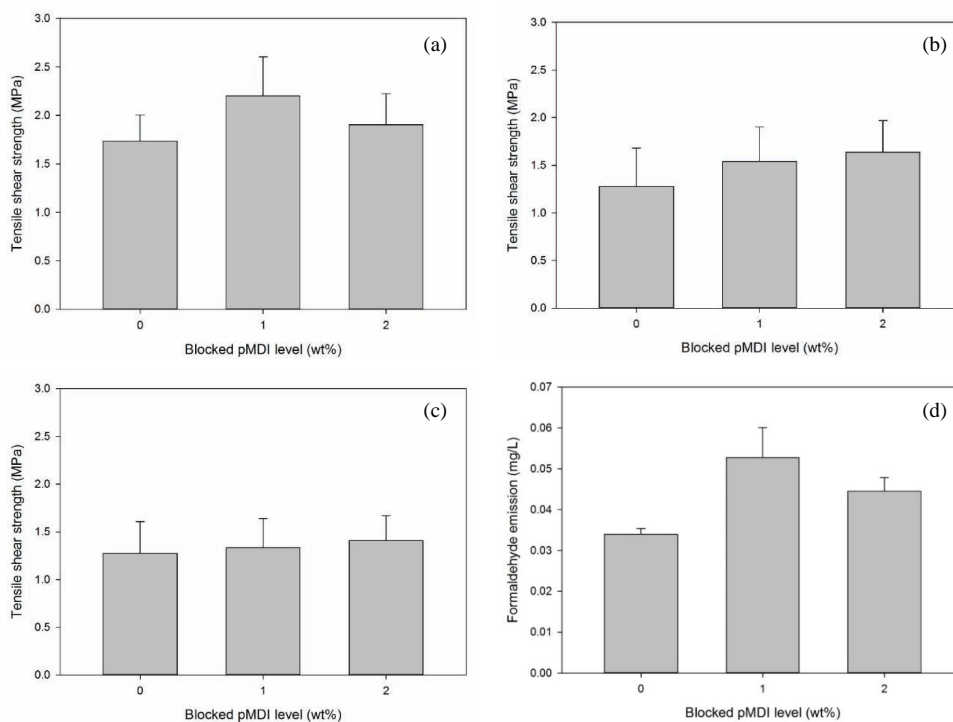 (a)
Tensile shear strength (MPa)
3.0
2.5
2.0
1.5
1.0
0.5
0.0
0 1 2
Blocked pMDI level (wt%)
(b)
Tensile shear strength (MPa)
3.0
2.5
2.0
1.5
1.0
0.5
0.0
0 1 2
Blocked pMDI level (wt%)
(c)
Tensile shear strength (MPa)
3.0
2.5
2.0
1.5
1.0
0.5
0.0
0 1 2
Blocked pMDI level (wt%)
(d)
Formaldehyde emission (mg/L)
0.07
0.06
0.05
0.04
0.03
0.02
0.01
0.00
0 1 2
Blocked pMDI level (wt%)